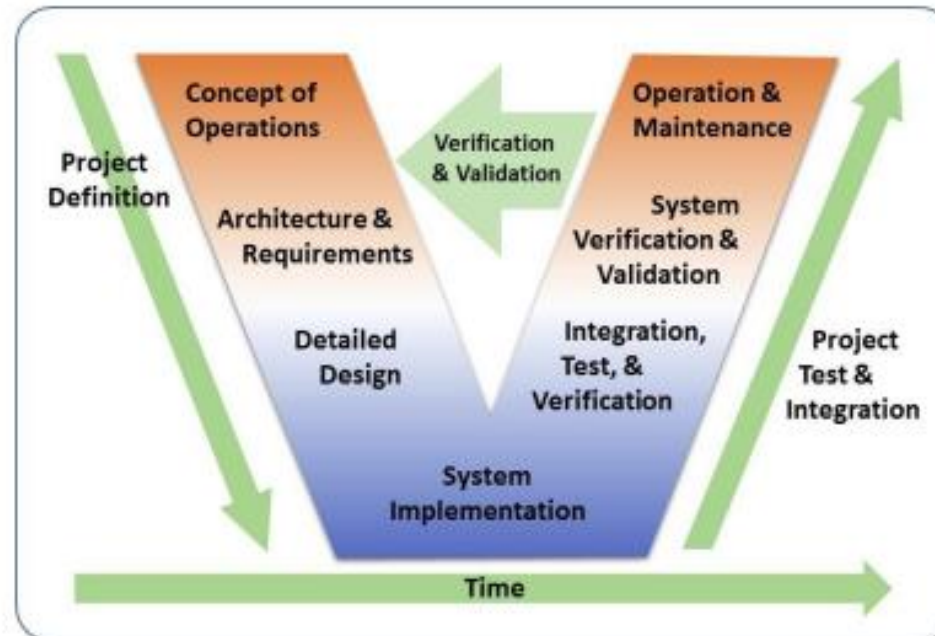 Concept of
Operations
Operation &
Maintenance
Verification
& Validation
Project
Definition
Architecture &
Requirements
System
Verification &
Validation
Detailed
Design
Integration,
Test, &
Verification
Project
Test &
Integration
System
Implementation
Time